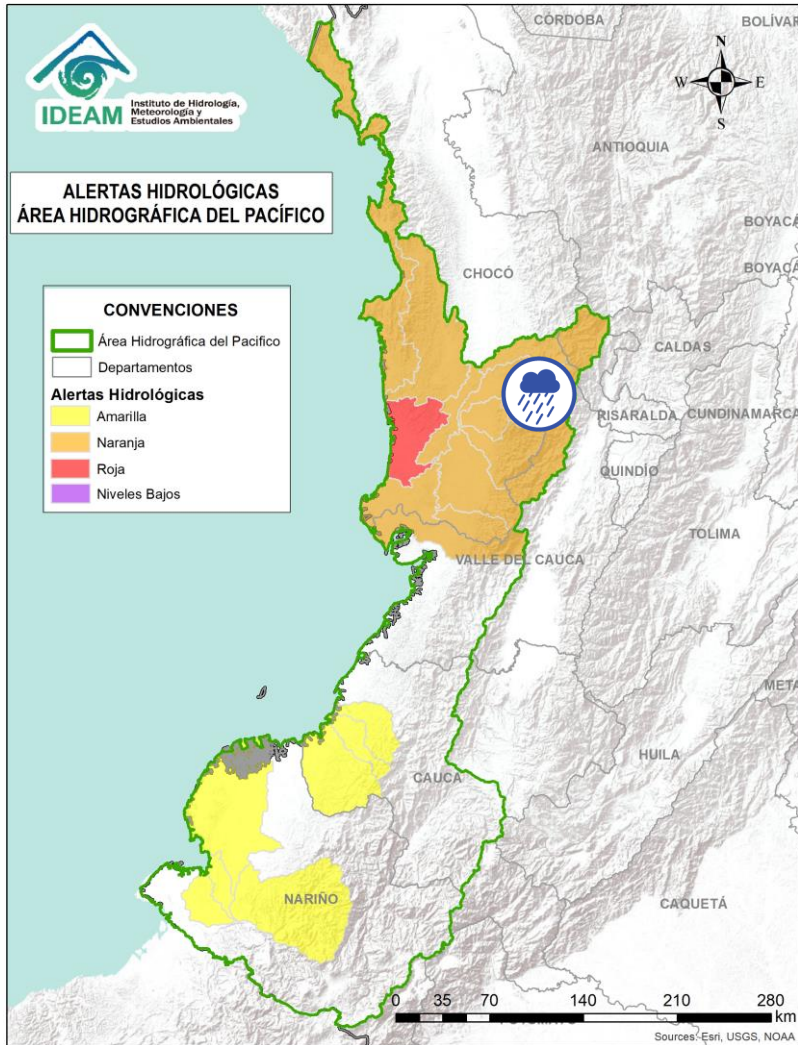 CÓRDOBA
BOLÍVAR
N
W E
S
IDEAM
Instituto de Hidrología,
Meteorología y
Estudios Ambientales
ANTIOQUIA
ALERTAS HIDROLÓGICAS
ÁREA HIDROGRÁFICA DEL PACÍFICO
BOYACÁ
BOYACÁ
CHOCÓ
CONVENCIONES
Área Hidrográfica del Pacifico
Departamentos
Alertas Hidrológicas
Amarilla
Naranja
Roja
Niveles Bajos
CALDAS
RISARALDA
CUNDINAMARCA
QUINDÍO
TOLIMA
VALLE DEL CAUCA
META
HUILA
CAUCA
NARIÑO
CAQUETÁ
0 35 70 140 210 280
km
Sources: Esri, USGS, NOAA